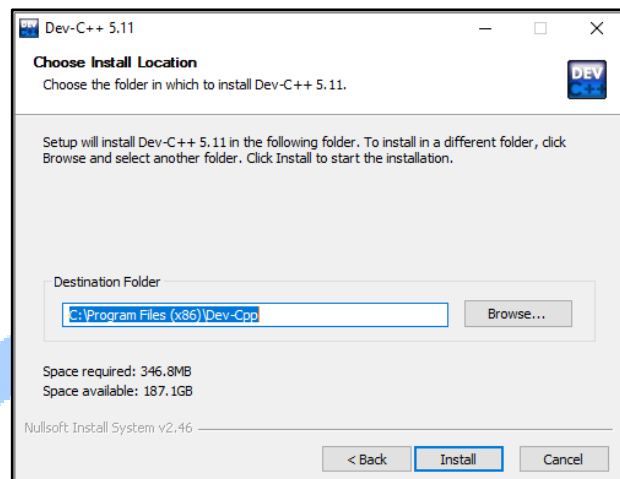 Dev-C++ 5.11
Choose Install Location
Choose the folder in which to install Dev-C++ 5.11.
DEV
C++
Setup will install Dev-C++ 5.11 in the following folder. To install in a different folder, click
Browse and select another folder. Click Install to start the installation.
Destination Folder
C:\Program Files (x86)\Dev-Cpp
Browse...
Space required: 346.8MB
Space available: 187.1GB
Nullsoft Install System v2.46
< Back
Install
Cancel